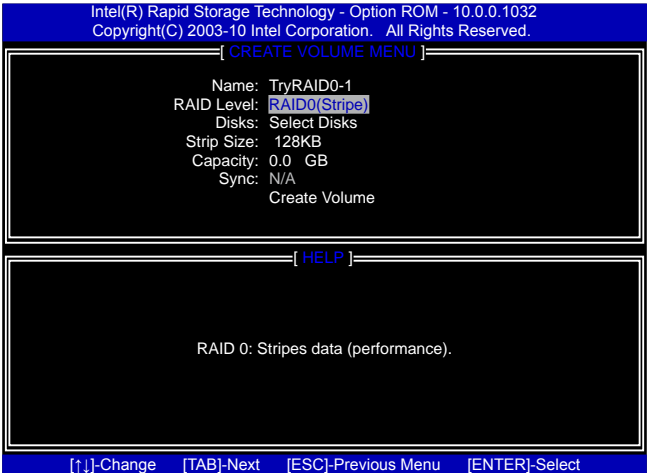 Intel(R) Rapid Storage Technology - Option ROM - 10.0.0.1032
Copyright(C) 2003-10 Intel Corporation. All Rights Reserved.
[ CREATE VOLUME MENU ]
Name: TryRAID0-1
RAID Level: RAID0(Stripe)
Disks: Select Disks
Strip Size: 128KB
Capacity: 0.0 GB
Sync: N/A
Create Volume
[ HELP ]
RAID 0: Stripes data (performance).
[↑↓]-Change [TAB]-Next [ESC]-Previous Menu [ENTER]-Select